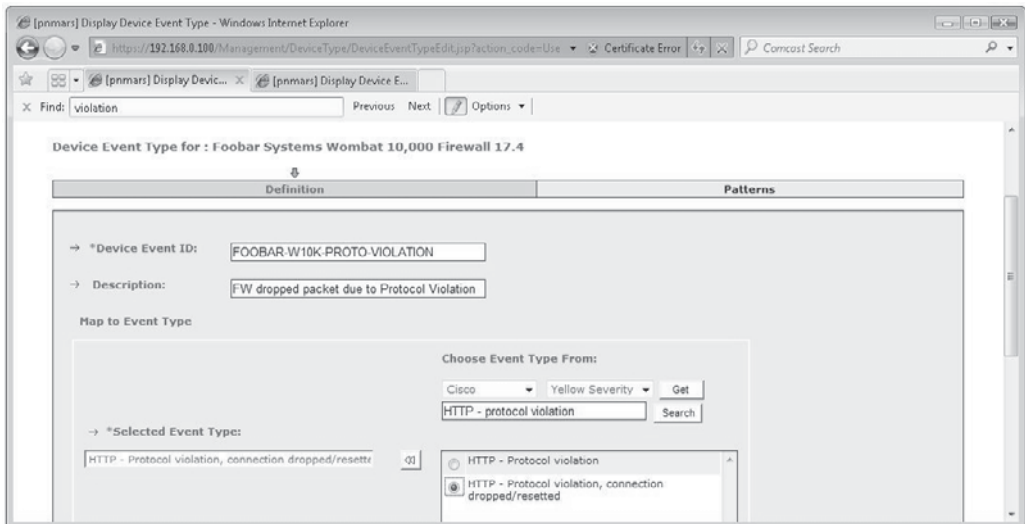 [pnmars] Display Device Event Type - Windows Internet Explorer
https://192.168.0.100/Management/DeviceType/DeviceEventTypeEdit.jsp?action_code=Use
Certificate Error
Comcast Search
[pnmars] Display Devic...
[pnmars] Display Device E...
Find: violation
Previous Next
Options
Device Event Type for : Foobar Systems Wombat 10,000 Firewall 17.4
Definition
Patterns
*Device Event ID:
FOOBAR-W10K-PROTO-VIOLATION
Description:
FW dropped packet due to Protocol Violation
Map to Event Type
Choose Event Type From:
Cisco
Yellow Severity
Get
HTTP - protocol violation
Search
*Selected Event Type:
HTTP - Protocol violation, connection dropped/resette
HTTP - Protocol violation
HTTP - Protocol violation, connection
dropped/resetted